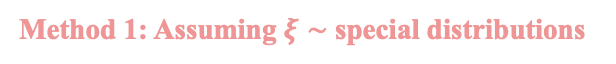 Method 1: Assuming ξ ~ special distributions